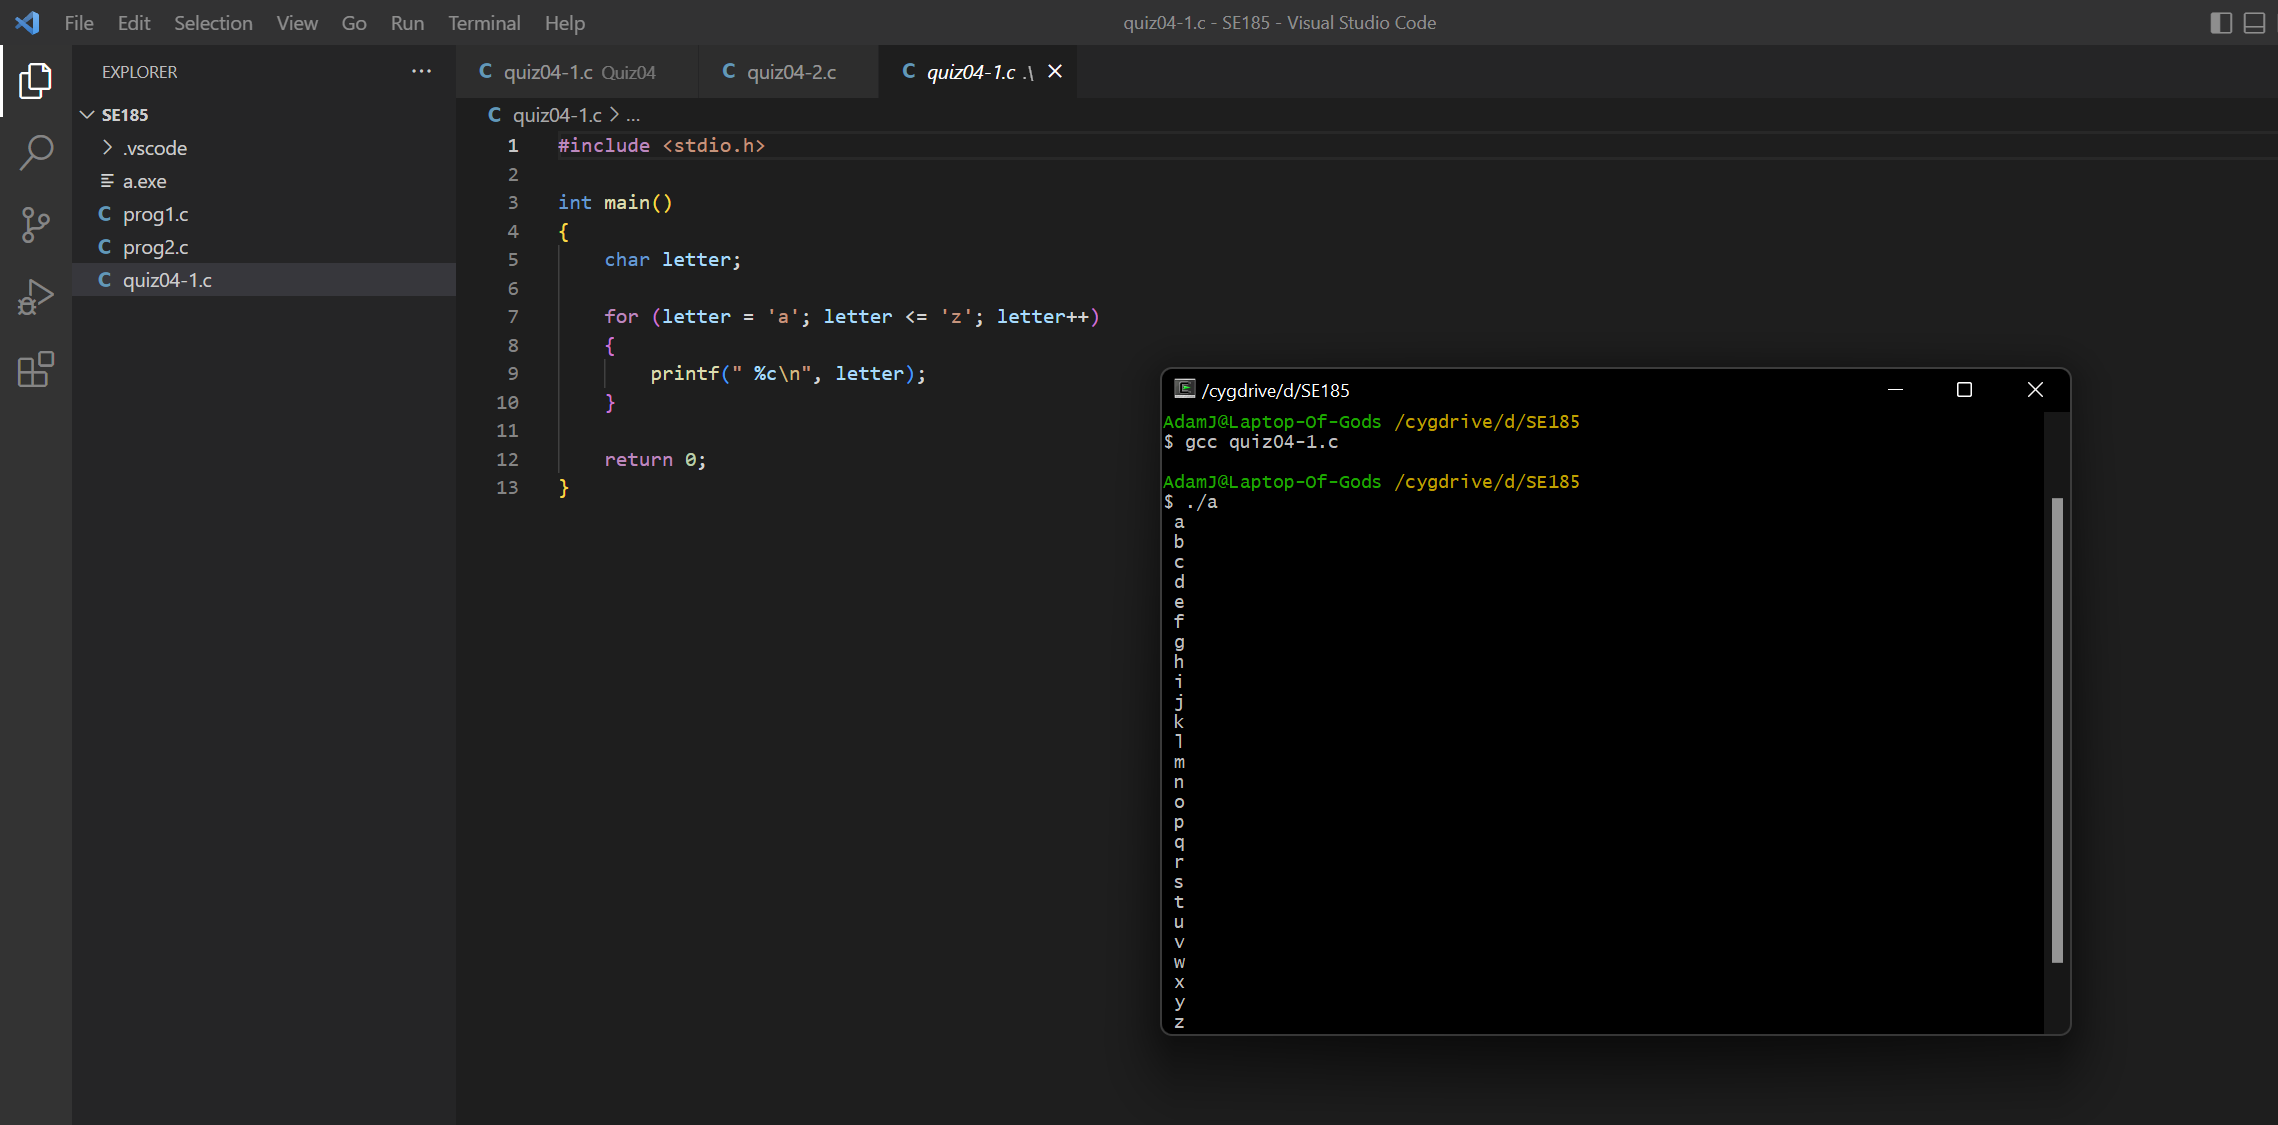 File Edit Selection View Go Run Terminal Help
quiz04-1.c - SE185 - Visual Studio Code
EXPLORER
SE185
.vscode
a.exe
prog1.c
prog2.c
quiz04-1.c
quiz04-1.c Quiz04
quiz04-2.c
quiz04-1.c .\
quiz04-1.c > ...
1 #include <stdio.h>
2
3 int main()
4 {
5     char letter;
6
7     for (letter = 'a'; letter <= 'z'; letter++)
8     {
9         printf(" %c\n", letter);
10     }
11
12     return 0;
13 }
/cygdrive/d/SE185
AdamJ@Laptop-Of-Gods /cygdrive/d/SE185
$ gcc quiz04-1.c
AdamJ@Laptop-Of-Gods /cygdrive/d/SE185
$ ./a
a
b
c
d
e
f
g
h
i
j
k
l
m
n
o
p
q
r
s
t
u
v
w
x
y
z